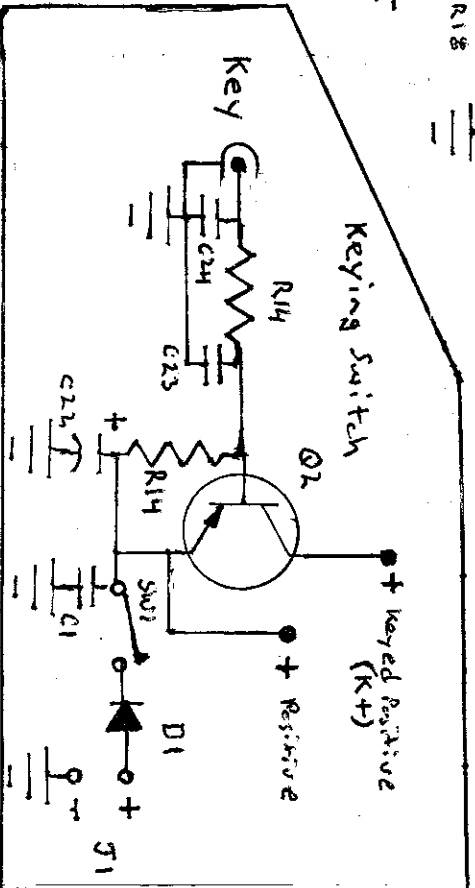 R18
+ Keyed Positive
(K+)
Keying Switch
Q2
+ Positive
R14
Key
C24
C23
R14
D1
SW1
+
+
-
J1
C22
C1